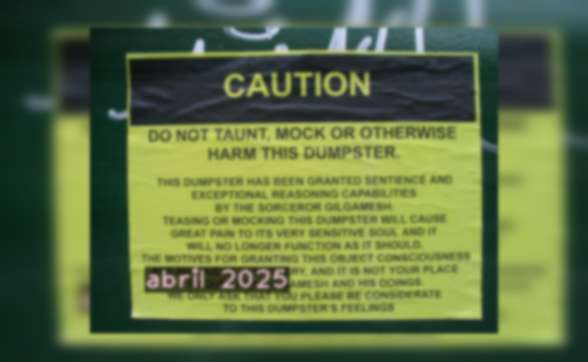 CAUTION
DO NOT TAUNT, MOCK OR OTHERWISE
HARM THIS DUMPSTER.
THIS DUMPSTER HAS BEEN GRANTED SENTIENCE AND
EXCEPTIONAL REASONING CAPABILITIES
BY THE SORCEROR GILGAMESH.
TEASING OR MOCKING THIS DUMPSTER WILL CAUSE
GREAT PAIN TO ITS VERY SENSITIVE SOUL AND IT
WILL NO LONGER FUNCTION AS IT SHOULD.
THE MOTIVES FOR GRANTING THIS OBJECT CONSCIOUSNESS
RY, AND IT IS NOT YOUR PLACE
abril 2025
AMESH AND HIS DOINGS.
WE ONLY ASK THAT YOU PLEASE BE CONSIDERATE
TO THIS DUMPSTER'S FEELINGS